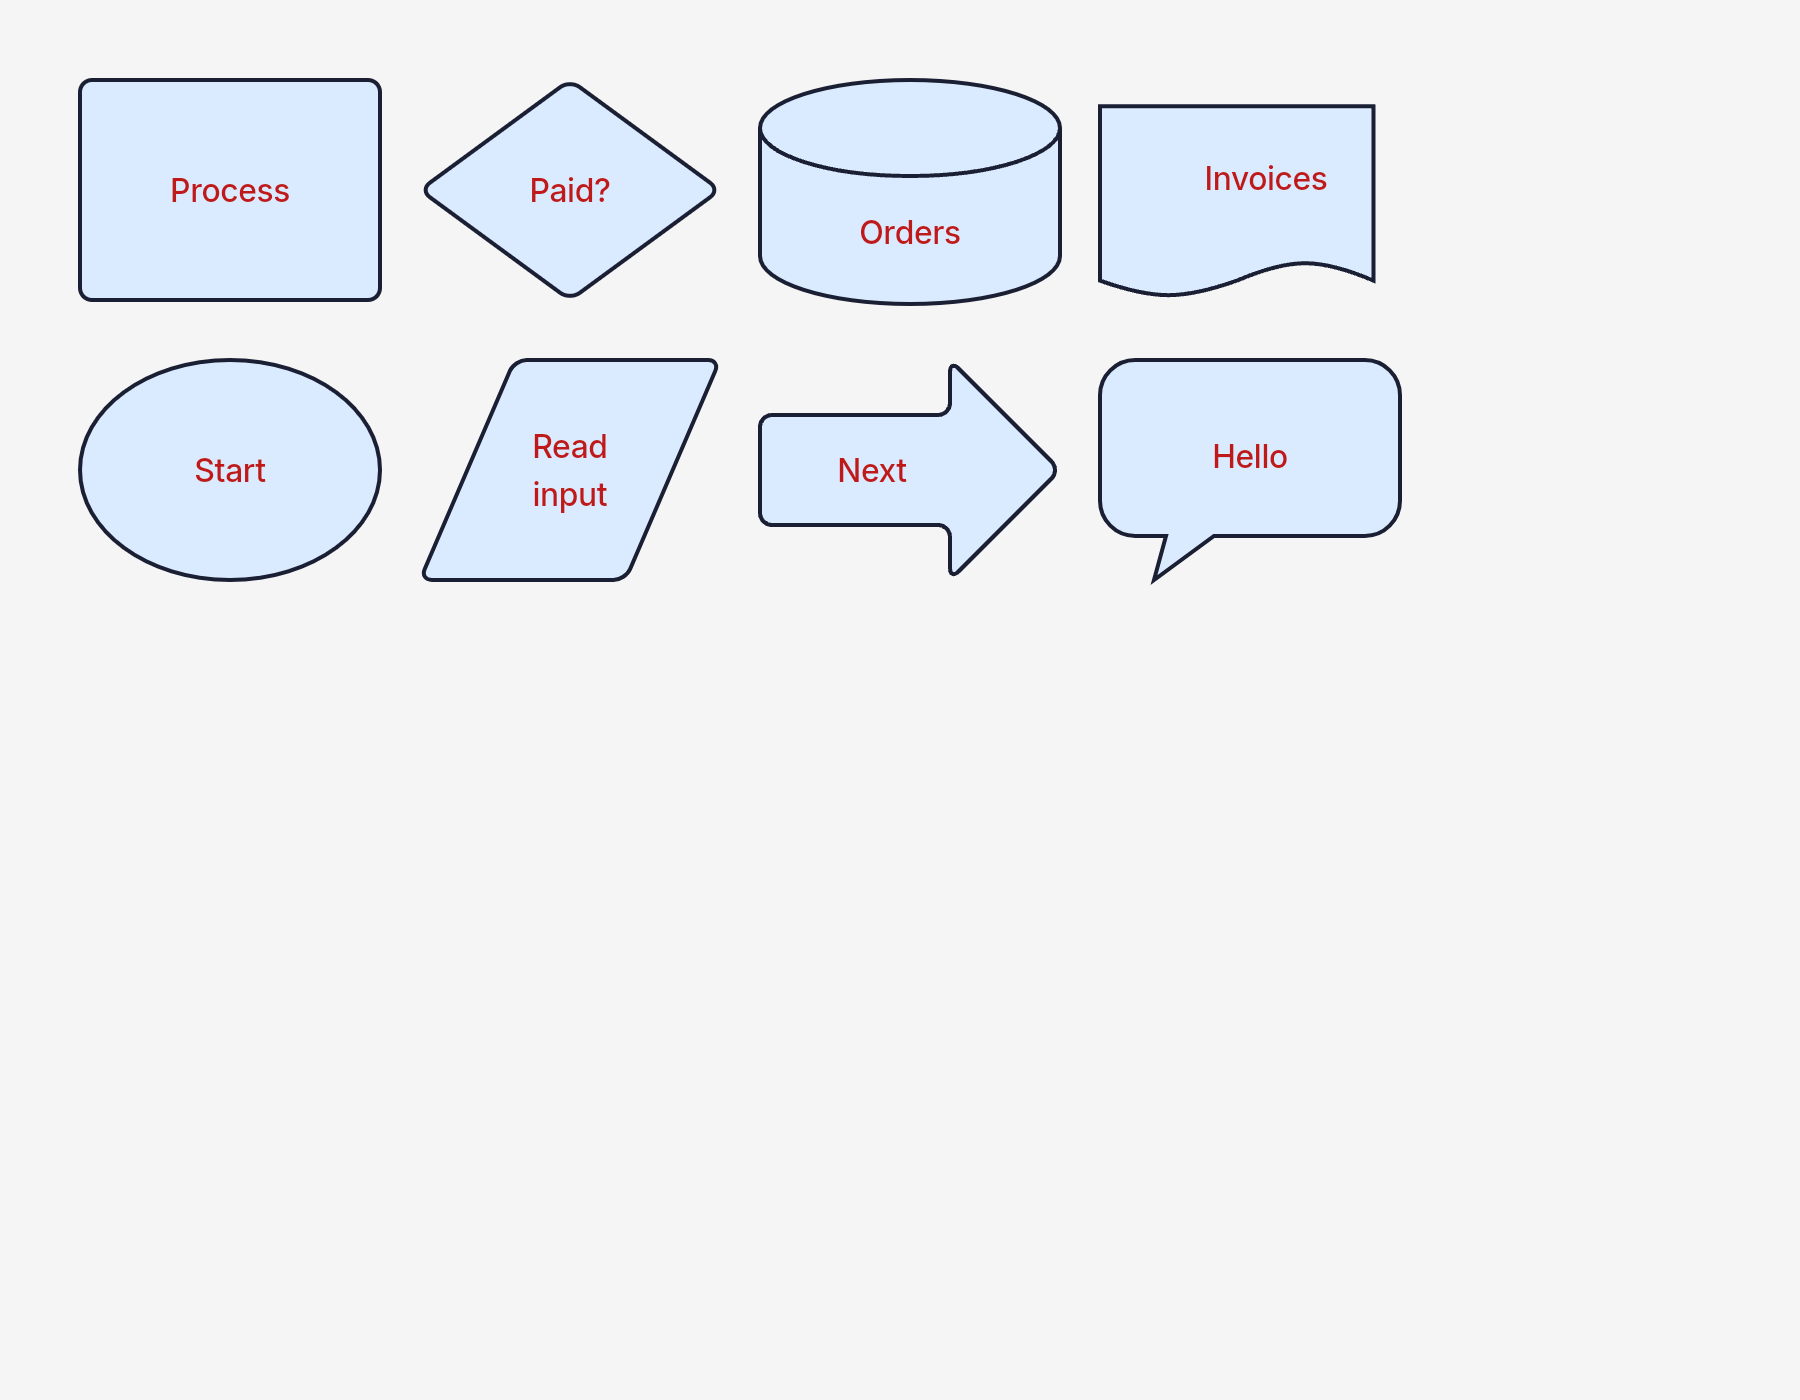 Process
Paid?
Orders
Invoices
Start
Read
input
Next
Hello